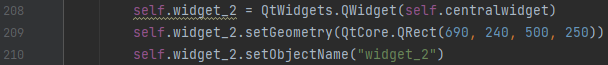 208 self.widget_2 = QtWidgets.QWidget(self.centralwidget)
209 self.widget_2.setGeometry(QtCore.QRect(690, 240, 500, 250))
210 self.widget_2.setObjectName("widget_2")